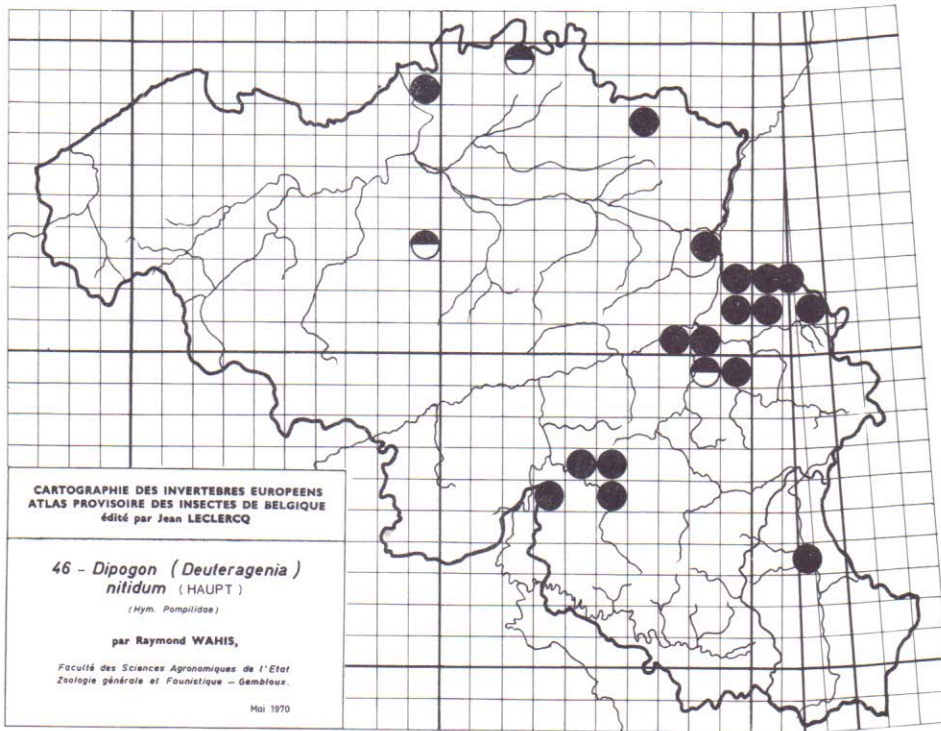 CARTOGRAPHIE DES INVERTEBRES EUROPEENS
ATLAS PROVISOIRE DES INSECTES DE BELGIQUE
édité par Jean LECLERCQ
46 - Dipogon (Deuteragenia)
nitidum (HAUPT)
(Hym. Pompilidae)
par Raymond WAHIS,
Faculté des Sciences Agronomiques de l'Etat
Zoologie générale et Faunistique - Gembloux.
Mai 1970